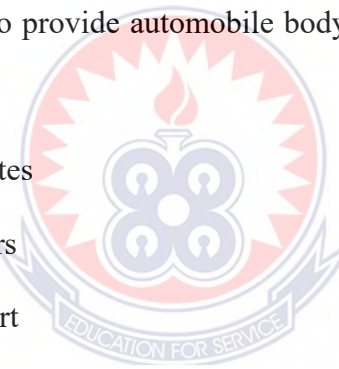 o provide automobile body
tes
rs
rt
EDUCATION FOR SERVICE